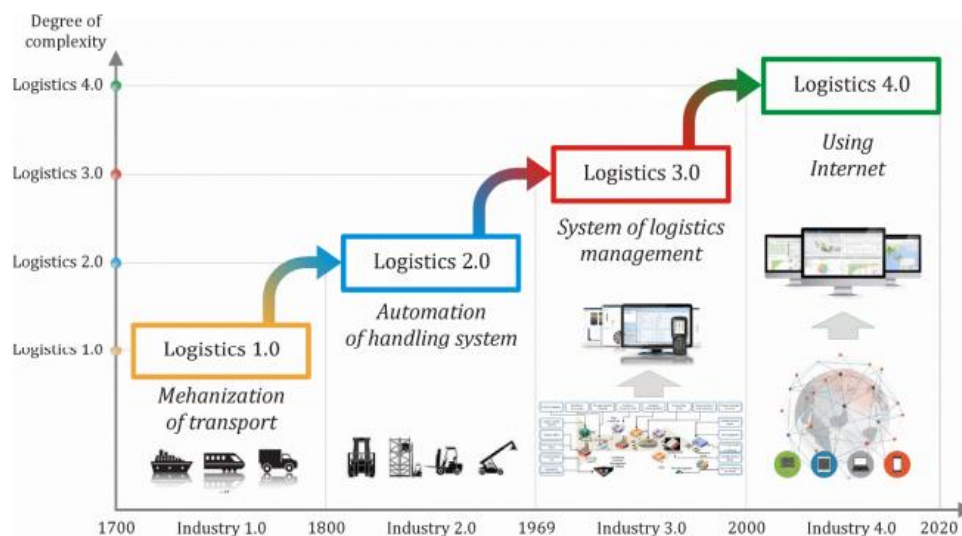 Degree of
complexity
Logistics 4.0
Logistics 4.0
Using
Internet
Logistics 3.0
Logistics 3.0
System of logistics
management
Logistics 2.0
Logistics 2.0
Automation
of handling system
Logistics 1.0
Logistics 1.0
Mehanization
of transport
1700 Industry 1.0 1800 Industry 2.0 1969 Industry 3.0 2000 Industry 4.0 2020